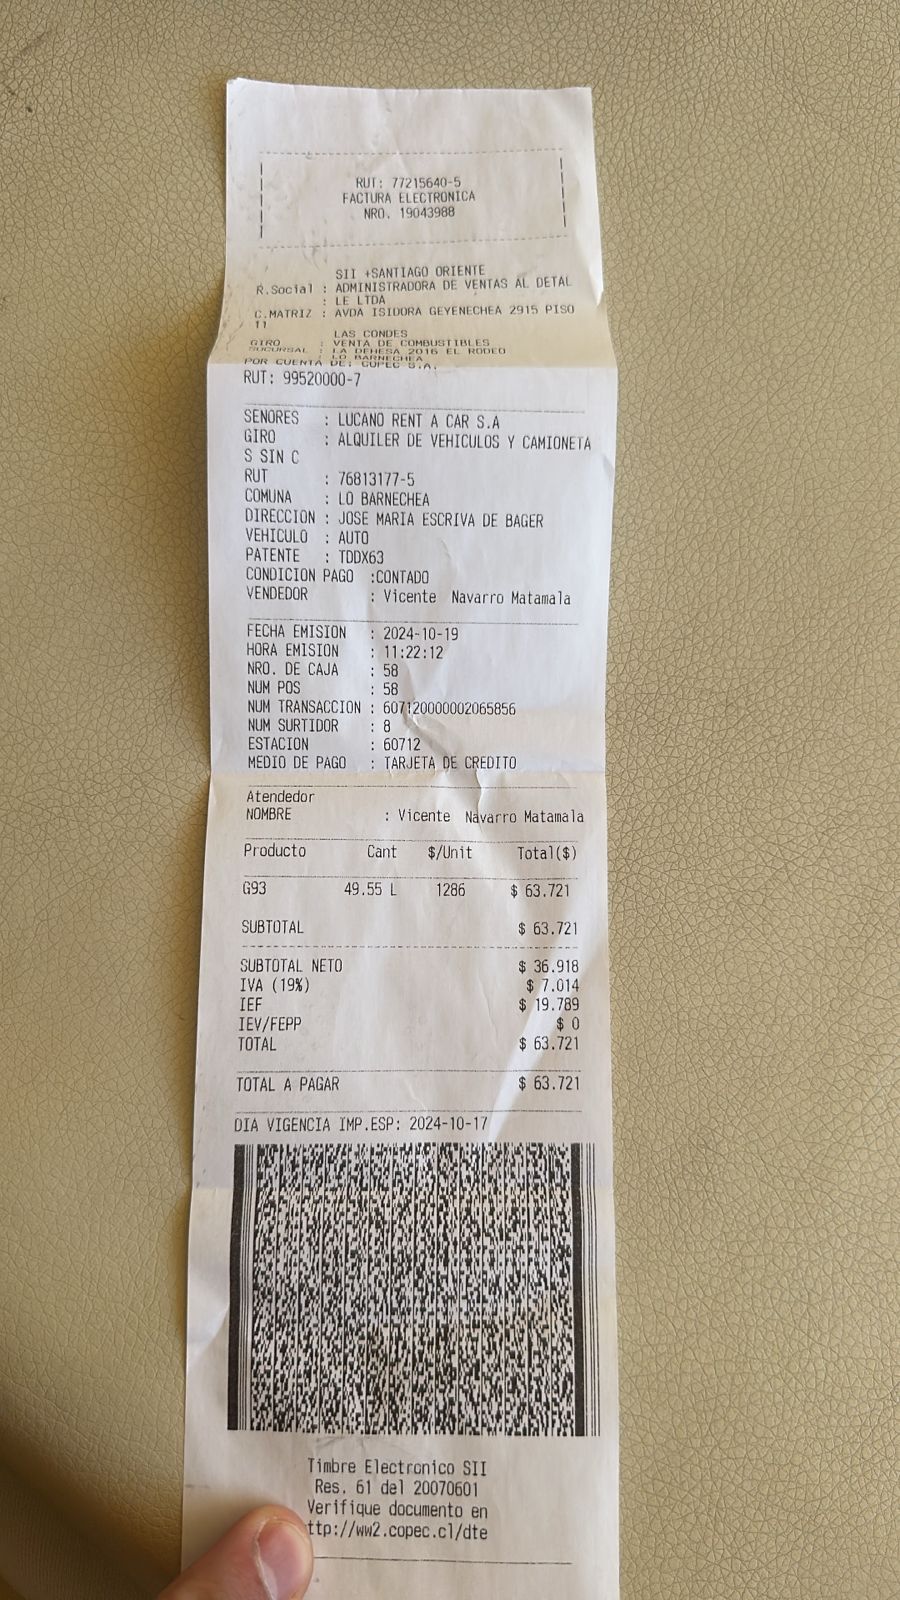 RUT: 77215640-5
FACTURA ELECTRONICA
NRO. 19043988
SII +SANTIAGO ORIENTE
R.Social : ADMINISTRADORA DE VENTAS AL DETAL
: LE LTDA
C.MATRIZ : AVDA ISIDORA GEYENECHEA 2915 PISO
11
LAS CONDES
GIRO : VENTA DE COMBUSTIBLES
SUCURSAL : LA DEHESA 2016 EL RODEO
LO BARNECHEA
POR CUENTA DE: COPEC S.A.
RUT: 99520000-7
SENORES : LUCANO RENT A CAR S.A
GIRO : ALQUILER DE VEHICULOS Y CAMIONETA
S SIN C
RUT : 76813177-5
COMUNA : LO BARNECHEA
DIRECCION : JOSE MARIA ESCRIVA DE BAGER
VEHICULO : AUTO
PATENTE : TDDX63
CONDICION PAGO :CONTADO
VENDEDOR : Vicente Navarro Matamala
FECHA EMISION : 2024-10-19
HORA EMISION : 11:22:12
NRO. DE CAJA : 58
NUM POS : 58
NUM TRANSACCION : 607120000002065856
NUM SURTIDOR : 8
ESTACION : 60712
MEDIO DE PAGO : TARJETA DE CREDITO
Atendedor
NOMBRE : Vicente Navarro Matamala
Producto Cant $/Unit Total($)
G93 49.55 L 1286 $ 63.721
SUBTOTAL $ 63.721
SUBTOTAL NETO $ 36.918
IVA (19%) $ 7.014
IEF $ 19.789
IEV/FEPP $ 0
TOTAL $ 63.721
TOTAL A PAGAR $ 63.721
DIA VIGENCIA IMP.ESP: 2024-10-17
Timbre Electronico SII
Res. 61 del 20070601
Verifique documento en
ttp://ww2.copec.cl/dte